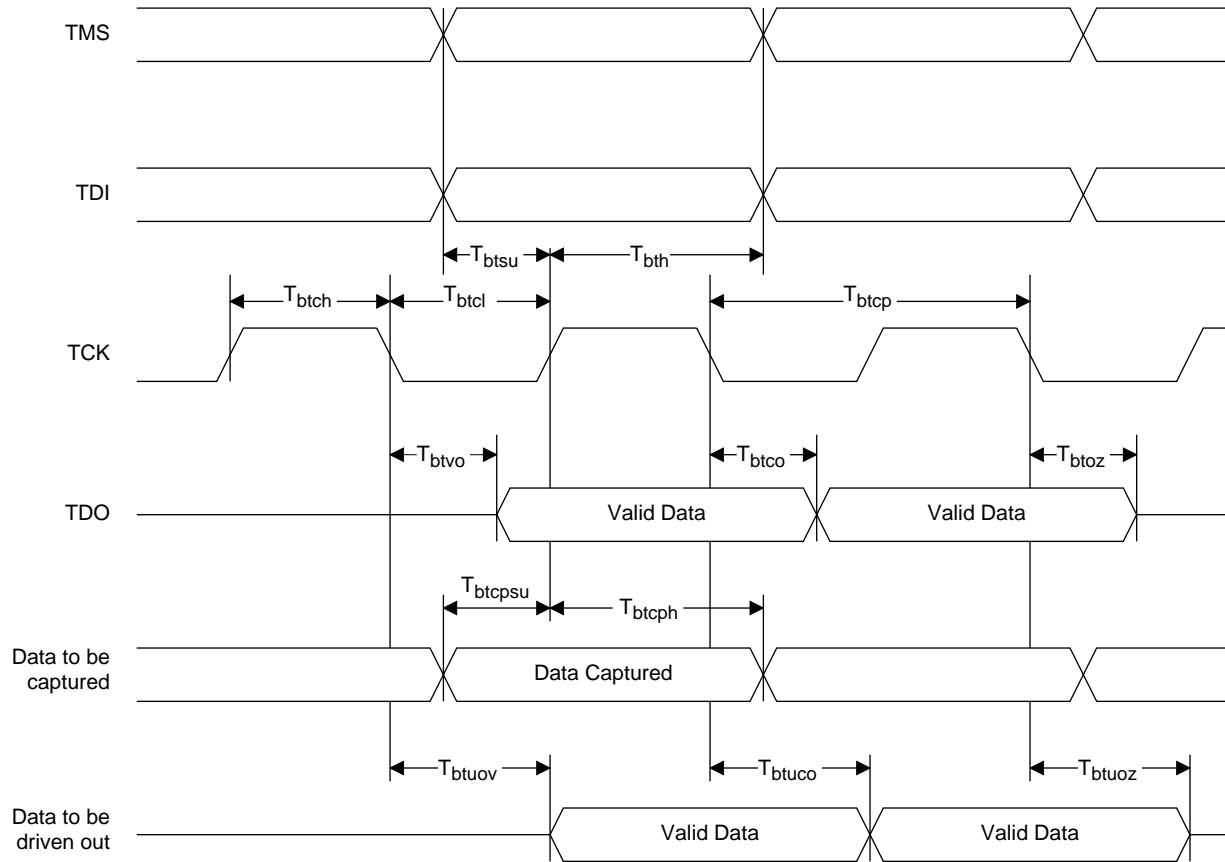 TMS
TDI
Tbtsu
Tbth
Tbtch
Tbtcl
Tbtcp
TCK
Tbtvo
Tbtco
Tbtoz
TDO
Valid Data
Valid Data
Tbtcpsu
Tbtcph
Data to be
captured
Data Captured
Tbtuov
Tbtuco
Tbtuoz
Data to be
driven out
Valid Data
Valid Data